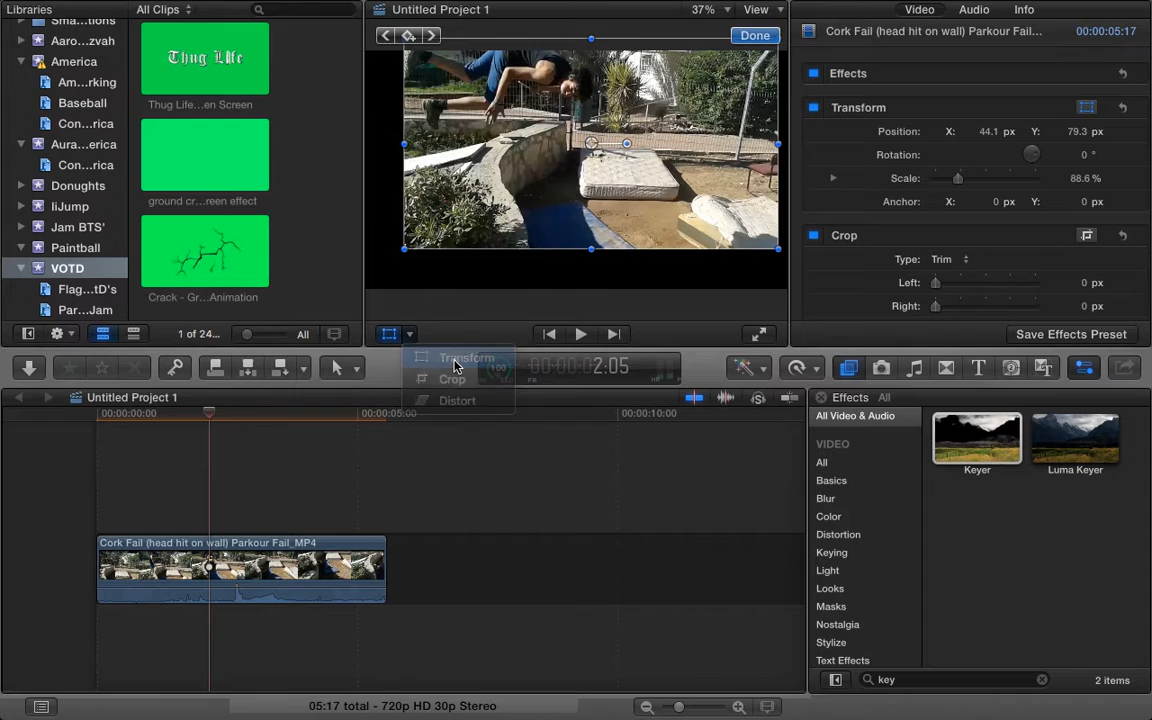 Libraries
All Clips
Untitled Project 1
37%
View
Video
Audio
Info
Sma...
Aaro...zvah
America
Am...rking
Baseball
Con...rica
Aura...erica
Con...rica
Donughts
IiJump
Jam BTS'
Paintball
VOTD
Flag...tD's
Par...Jam
Thug Life
Thug Life...en Screen
ground cr...reen effect
Crack - Gr...Animation
Done
Cork Fail (head hit on wall) Parkour Fail...
00:00:05:17
Effects
Transform
Position:
X: 44.1 px
Y: 79.3 px
Rotation:
0 °
Scale:
88.6 %
Anchor:
X: 0 px
Y: 0 px
Crop
Type: Trim
Left:
0 px
Right:
0 px
1 of 24...
All
Save Effects Preset
Transform
Crop
Distort
100
00:00:02:05
HR
FR
Untitled Project 1
Effects
All
00:00:00:00
00:00:05:00
00:00:10:00
Cork Fail (head hit on wall) Parkour Fail_MP4
All Video & Audio
VIDEO
All
Basics
Blur
Color
Distortion
Keying
Light
Looks
Masks
Nostalgia
Stylize
Text Effects
Keyer
Luma Keyer
key
2 items
05:17 total - 720p HD 30p Stereo